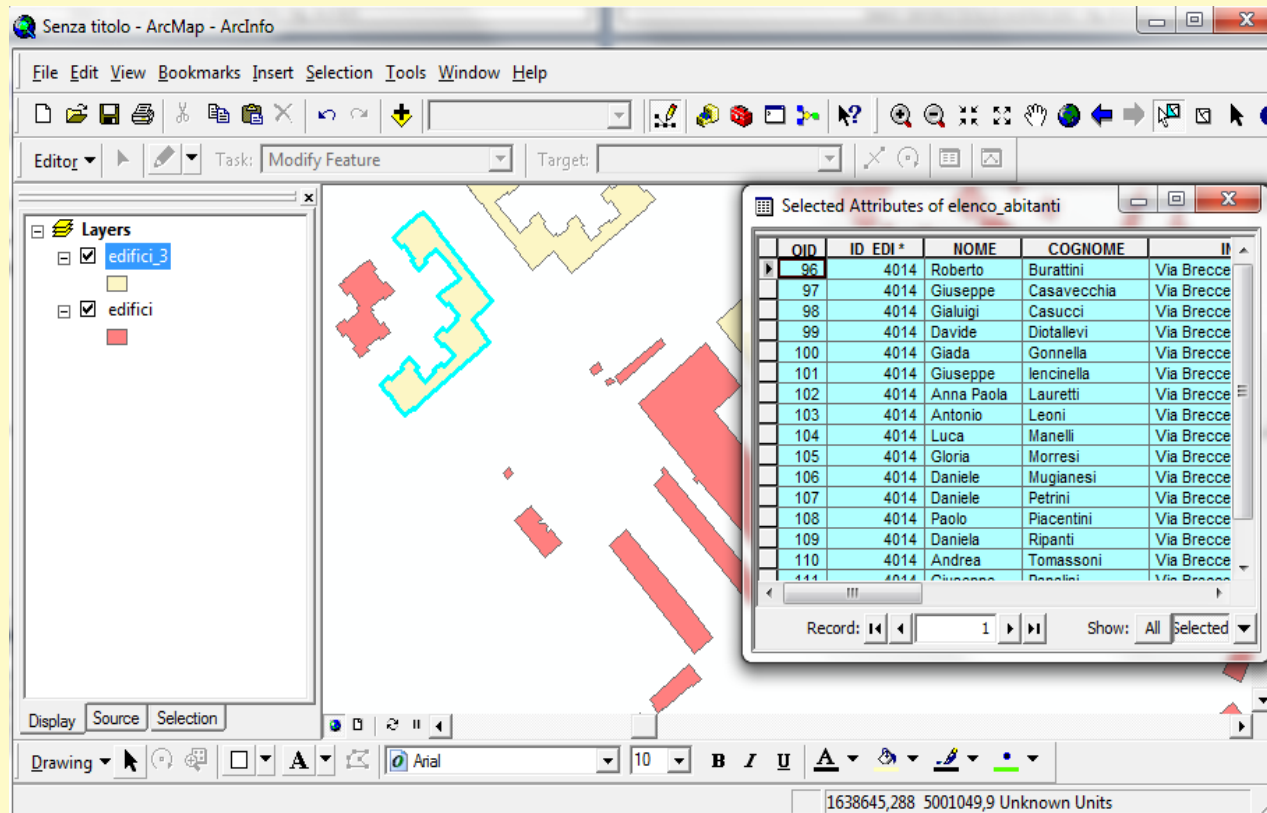 Senza titolo - ArcMap - ArcInfo
File Edit View Bookmarks Insert Selection Tools Window Help
Editor Task: Modify Feature Target:
Layers
edifici_3
edifici
Selected Attributes of elenco_abitanti
OID ID_EDI * NOME COGNOME
96 4014 Roberto Burattini Via Brecce
97 4014 Giuseppe Casavecchia Via Brecce
98 4014 Gialuigi Casucci Via Brecce
99 4014 Davide Diotallevi Via Brecce
100 4014 Giada Gonnella Via Brecce
101 4014 Giuseppe Iencinella Via Brecce
102 4014 Anna Paola Lauretti Via Brecce
103 4014 Antonio Leoni Via Brecce
104 4014 Luca Manelli Via Brecce
105 4014 Gloria Morresi Via Brecce
106 4014 Daniele Mugianesi Via Brecce
107 4014 Daniele Petrini Via Brecce
108 4014 Paolo Piacentini Via Brecce
109 4014 Daniela Ripanti Via Brecce
110 4014 Andrea Tomassoni Via Brecce
111 4014 Giuseppe Via Brecce
Record: 1 Show: All Selected
Display Source Selection
Drawing A Arial 10 B I U A
1638645,288 5001049,9 Unknown Units